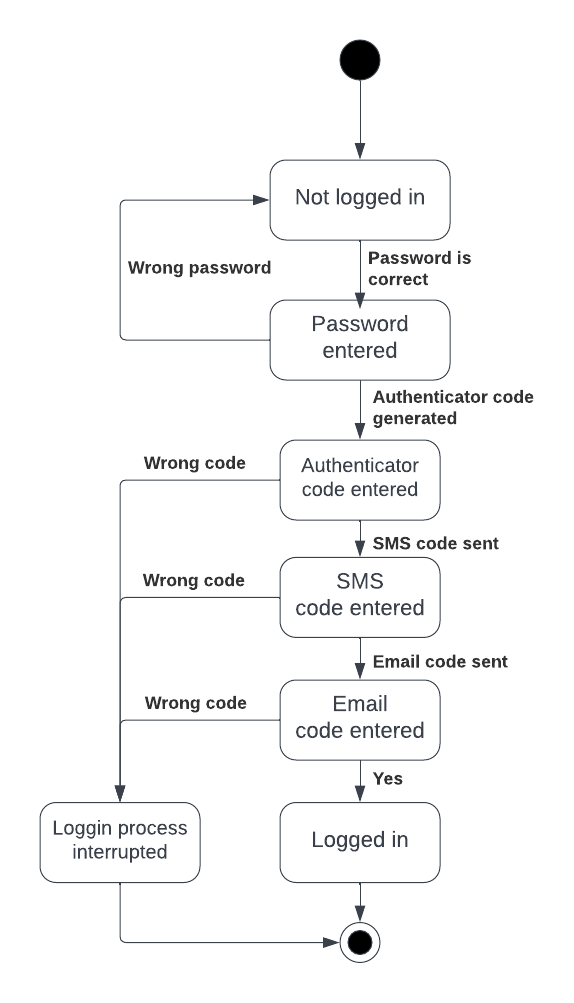 Not logged in
Wrong password
Password is
correct
Password
entered
Authenticator code
generated
Wrong code
Authenticator
code entered
SMS code sent
Wrong code
SMS
code entered
Email code sent
Wrong code
Email
code entered
Yes
Loggin process
interrupted
Logged in